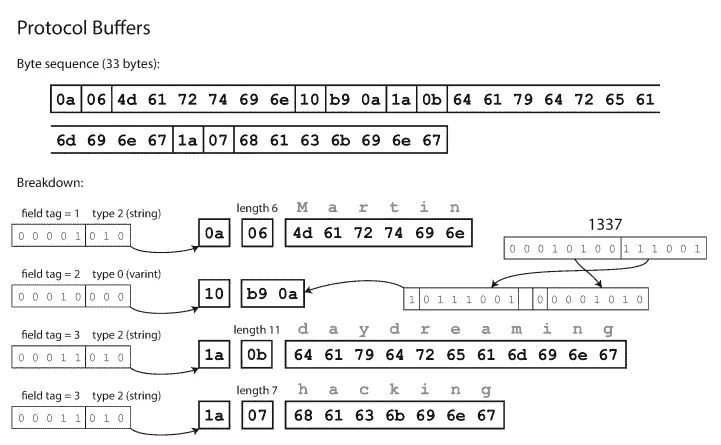 Protocol Buffers
Byte sequence (33 bytes):
0a 06 4d 61 72 74 69 6e 10 b9 0a 1a 0b 64 61 79 64 72 65 61
6d 69 6e 67 1a 07 68 61 63 6b 69 6e 67
Breakdown:
field tag = 1 type 2 (string) length 6 M a r t i n
0 0 0 0 1 0 1 0 0a 06 4d 61 72 74 69 6e
1337
0 0 0 1 0 1 0 0 1 1 1 0 0 1
field tag = 2 type 0 (varint)
0 0 0 1 0 0 0 0 10 b9 0a 1 0 1 1 1 0 0 1 0 0 0 0 1 0 1 0
field tag = 3 type 2 (string) length 11 d a y d r e a m i n g
0 0 0 1 1 0 1 0 1a 0b 64 61 79 64 72 65 61 6d 69 6e 67
field tag = 3 type 2 (string) length 7 h a c k i n g
0 0 0 1 1 0 1 0 1a 07 68 61 63 6b 69 6e 67